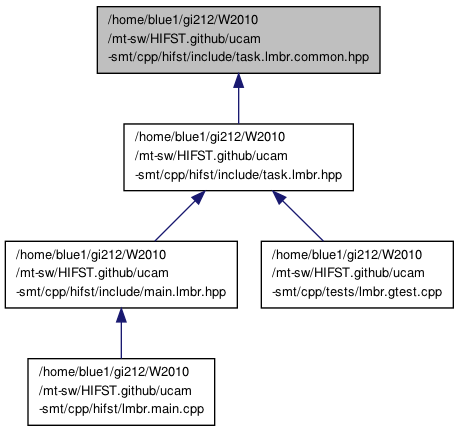 /home/blue1/gi212/W2010
/mt-sw/HIFST.github/ucam
-smt/cpp/hifst/include/task.lmbr.common.hpp
/home/blue1/gi212/W2010
/mt-sw/HIFST.github/ucam
-smt/cpp/hifst/include/task.lmbr.hpp
/home/blue1/gi212/W2010
/mt-sw/HIFST.github/ucam
-smt/cpp/hifst/include/main.lmbr.hpp
/home/blue1/gi212/W2010
/mt-sw/HIFST.github/ucam
-smt/cpp/tests/lmbr.gtest.cpp
/home/blue1/gi212/W2010
/mt-sw/HIFST.github/ucam
-smt/cpp/hifst/lmbr.main.cpp